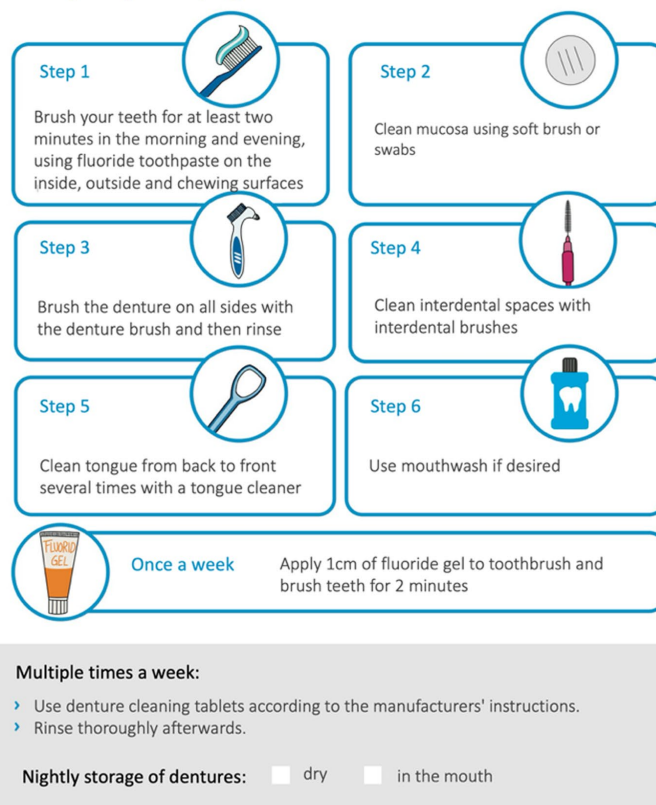 Step 1
Brush your teeth for at least two
minutes in the morning and evening,
using fluoride toothpaste on the
inside, outside and chewing surfaces
Step 2
Clean mucosa using soft brush or
swabs
Step 3
Brush the denture on all sides with
the denture brush and then rinse
Step 4
Clean interdental spaces with
interdental brushes
Step 5
Clean tongue from back to front
several times with a tongue cleaner
Step 6
Use mouthwash if desired
FLUORID
GEL
Once a week
Apply 1cm of fluoride gel to toothbrush and
brush teeth for 2 minutes
Multiple times a week:
› Use denture cleaning tablets according to the manufacturers' instructions.
› Rinse thoroughly afterwards.
Nightly storage of dentures: dry in the mouth